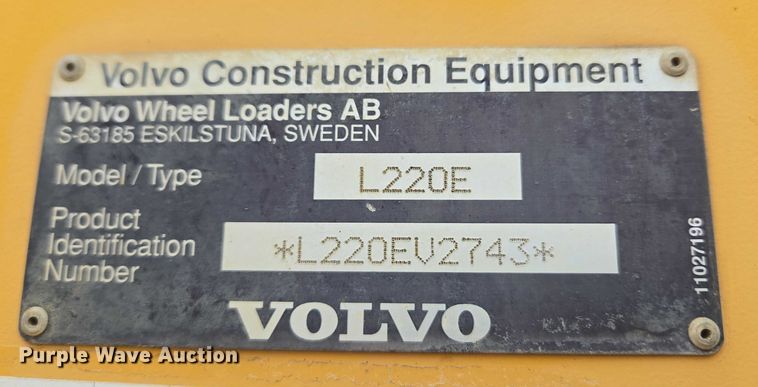 Volvo Construction Equipment
Volvo Wheel Loaders AB
S-63185 ESKILSTUNA, SWEDEN
Model / Type L220E
Product
Identification
Number
*L220EV2743*
11027196
VOLVO
Purple Wave Auction